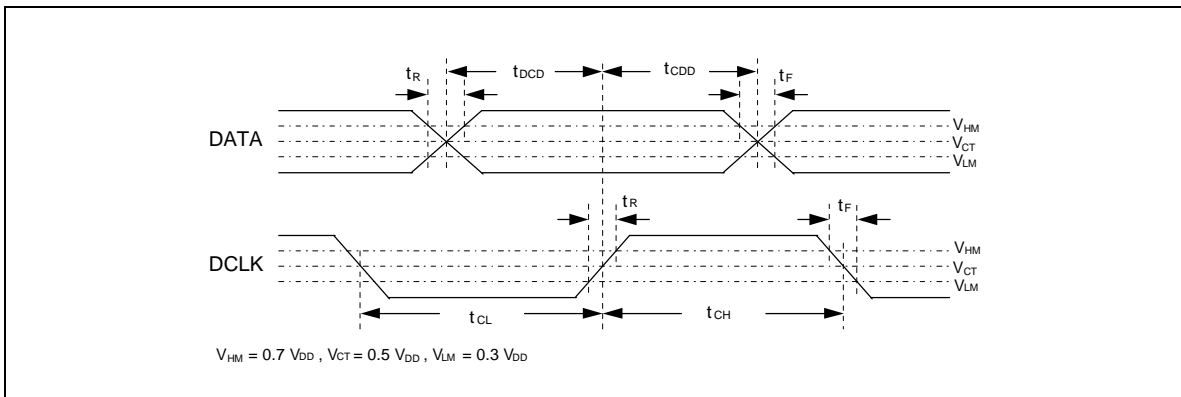 tR tDCD tCDD tF
DATA
VHM
VCT
VLM
tR tF
DCLK
VHM
VCT
VLM
tCL tCH
VHM = 0.7 VDD , VCT = 0.5 VDD , VLM = 0.3 VDD